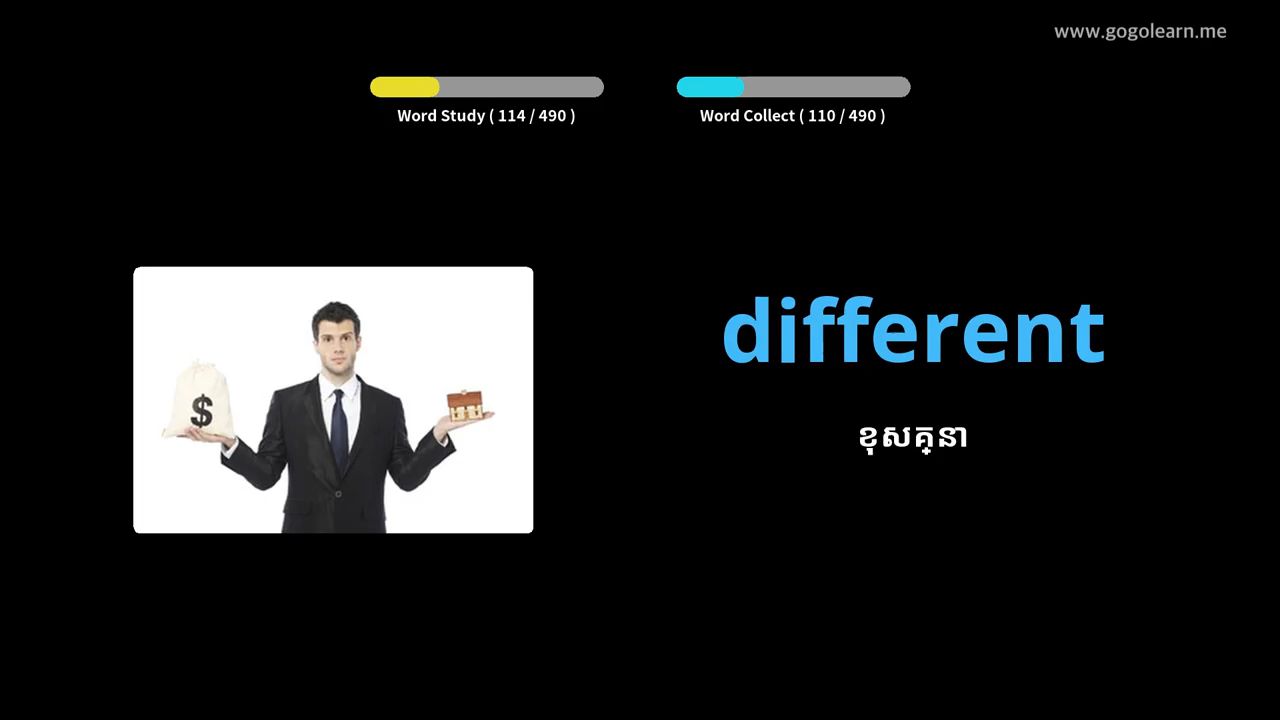 www.gogolearn.me
Word Study ( 114 / 490 )
Word Collect ( 110 / 490 )
$
different
ខុសគ្នា